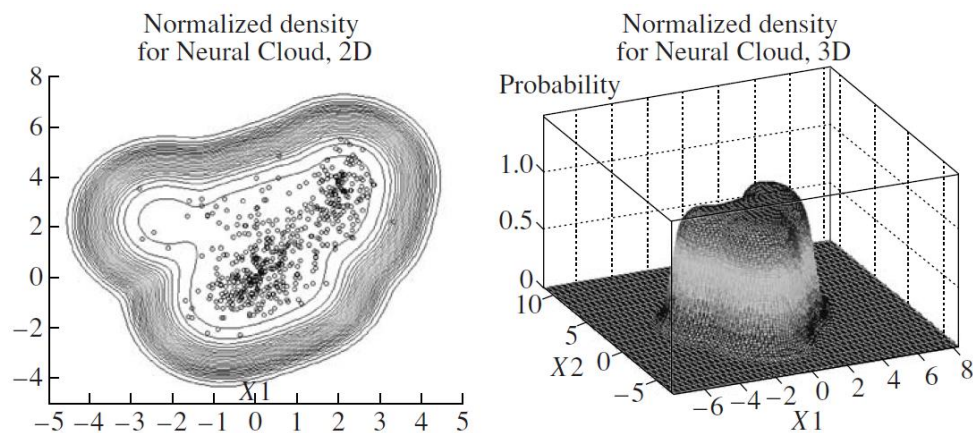 Normalized density
for Neural Cloud, 2D
8
6
4
2
0
−2
−4
X1
−5 −4 −3 −2 −1 0 1 2 3 4 5
Normalized density
for Neural Cloud, 3D
Probability
1.0
0.5
0
10
5
0
−5
X2
−6 −4 −2 0 2 4 6 8
X1